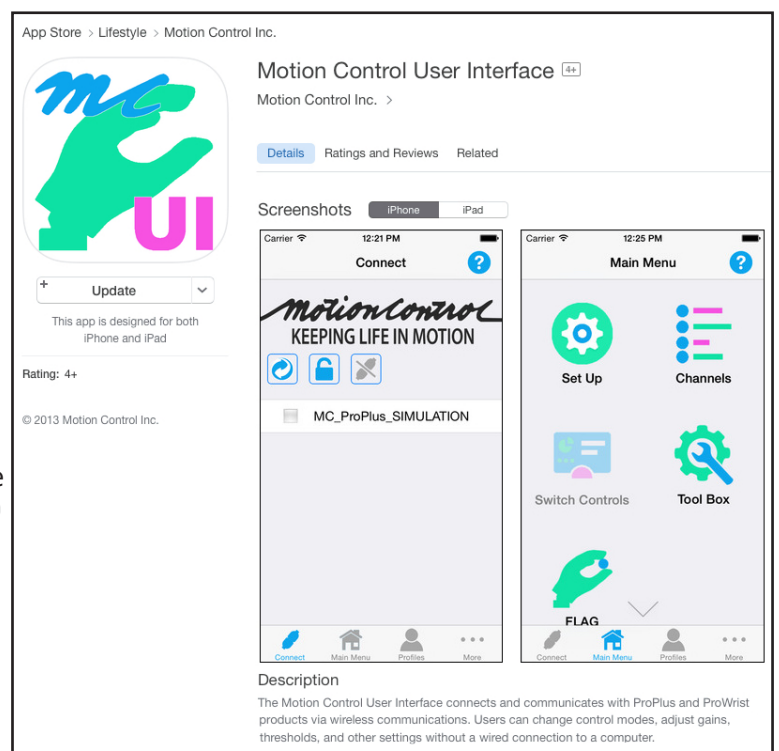 App Store > Lifestyle > Motion Control Inc.
mc
UI
Update
This app is designed for both
iPhone and iPad
Rating: 4+
© 2013 Motion Control Inc.
e
Motion Control User Interface 4+
Motion Control Inc. >
Details Ratings and Reviews Related
Screenshots iPhone iPad
Carrier 12:21 PM
Connect ?
motion control
KEEPING LIFE IN MOTION
MC_ProPlus_SIMULATION
Connect Main Menu Profiles More
Carrier 12:25 PM
Main Menu ?
Set Up Channels
Switch Controls Tool Box
FLAG
Connect Main Menu Profiles More
Description
The Motion Control User Interface connects and communicates with ProPlus and ProWrist
products via wireless communications. Users can change control modes, adjust gains,
thresholds, and other settings without a wired connection to a computer.